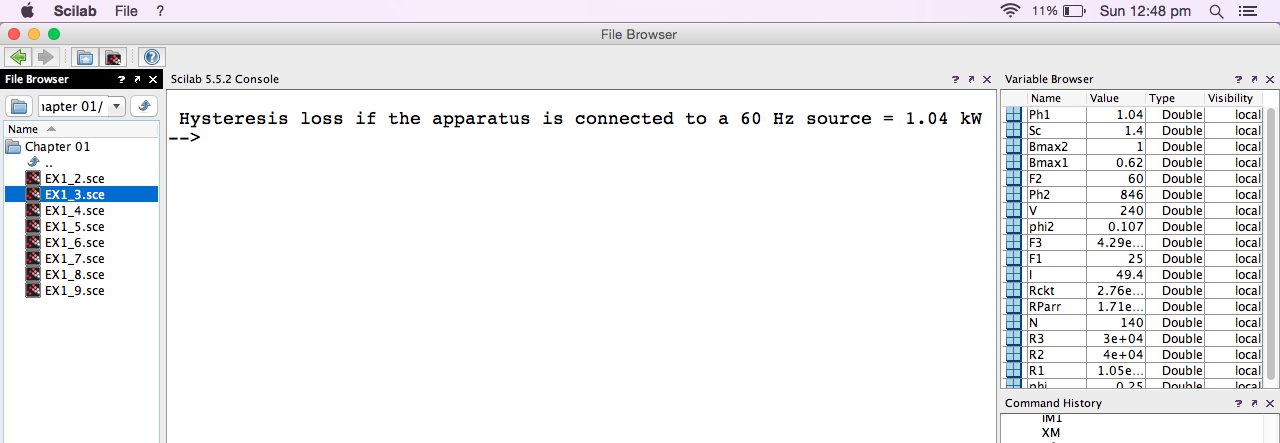 Scilab File ? 11% Sun 12:48 pm
File Browser
File Browser ? ↗ ×
hapter 01/
Name
Chapter 01
..
EX1_2.sce
EX1_3.sce
EX1_4.sce
EX1_5.sce
EX1_6.sce
EX1_7.sce
EX1_8.sce
EX1_9.sce
Scilab 5.5.2 Console ? ↗ ×
Hysteresis loss if the apparatus is connected to a 60 Hz source = 1.04 kW
-->
Variable Browser ? ↗ ×
Name Value Type Visibility
Ph1 1.04 Double local
Sc 1.4 Double local
Bmax2 1 Double local
Bmax1 0.62 Double local
F2 60 Double local
Ph2 846 Double local
V 240 Double local
phi2 0.107 Double local
F3 4.29e... Double local
F1 25 Double local
I 49.4 Double local
Rckt 2.76e... Double local
RParr 1.71e... Double local
N 140 Double local
R3 3e+04 Double local
R2 4e+04 Double local
R1 1.05e... Double local
phi 0.25 Double local
Command History ? ↗ ×
IM1
XM